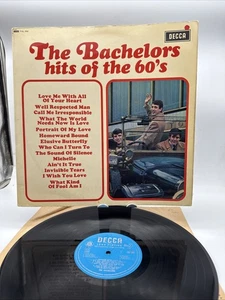 DECCA
The Bachelors
hits of the 60's
Love Me With All
Of Your Heart
Well Respected Man
Call Me Irresponsible
What The World
Needs Now Is Love
Portrait Of My Love
Homeward Bound
Elusive Butterfly
Who Can I Turn To
The Sound Of Silence
Michelle
Ain't It True
Invisible Tears
I Wish You Love
What Kind
Of Fool Am I
DECCA